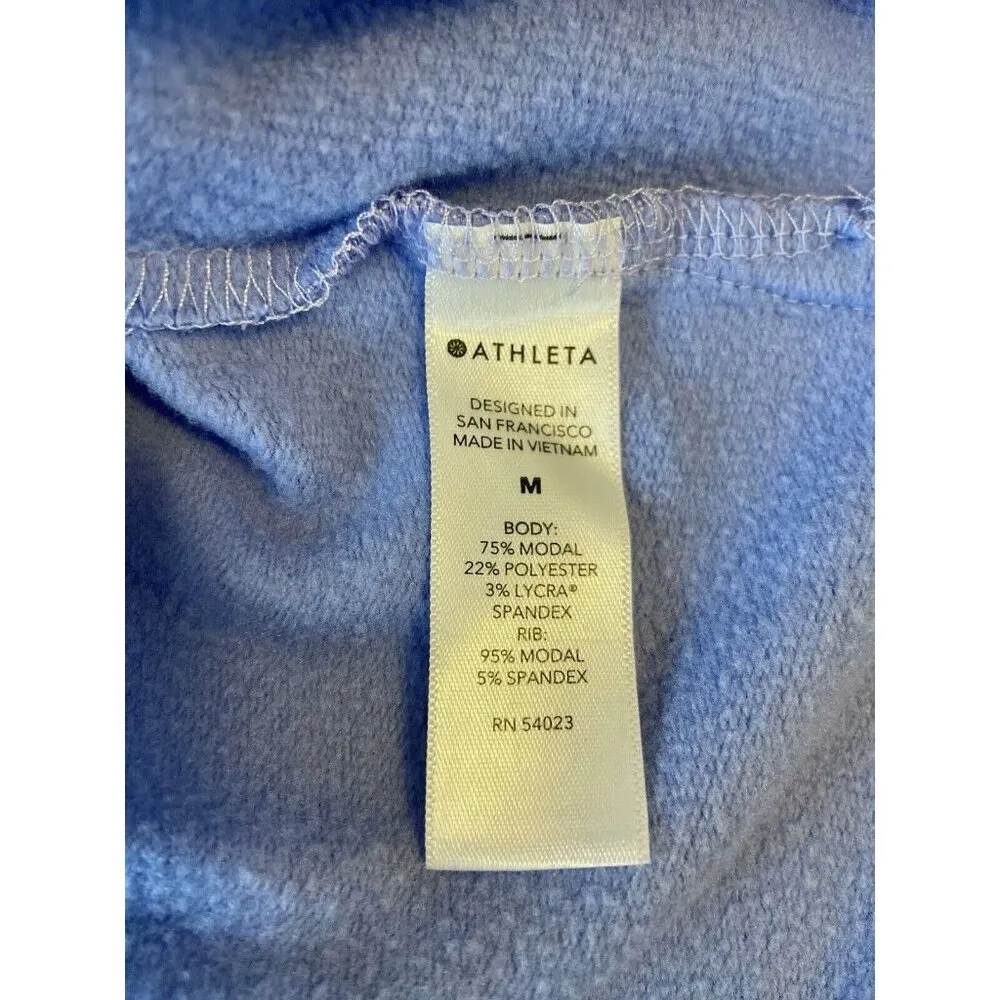 ATHLETA
DESIGNED IN
SAN FRANCISCO
MADE IN VIETNAM
M
BODY:
75% MODAL
22% POLYESTER
3% LYCRA®
SPANDEX
RIB:
95% MODAL
5% SPANDEX
RN 54023